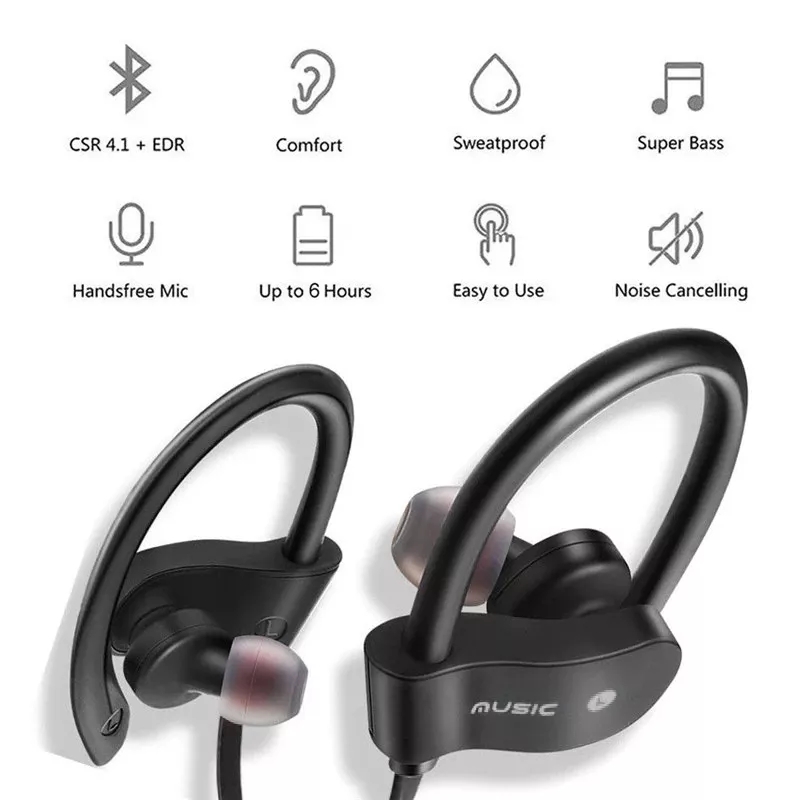 CSR 4.1 + EDR
Comfort
Sweatproof
Super Bass
Handsfree Mic
Up to 6 Hours
Easy to Use
Noise Cancelling
L
L
MUSIC L